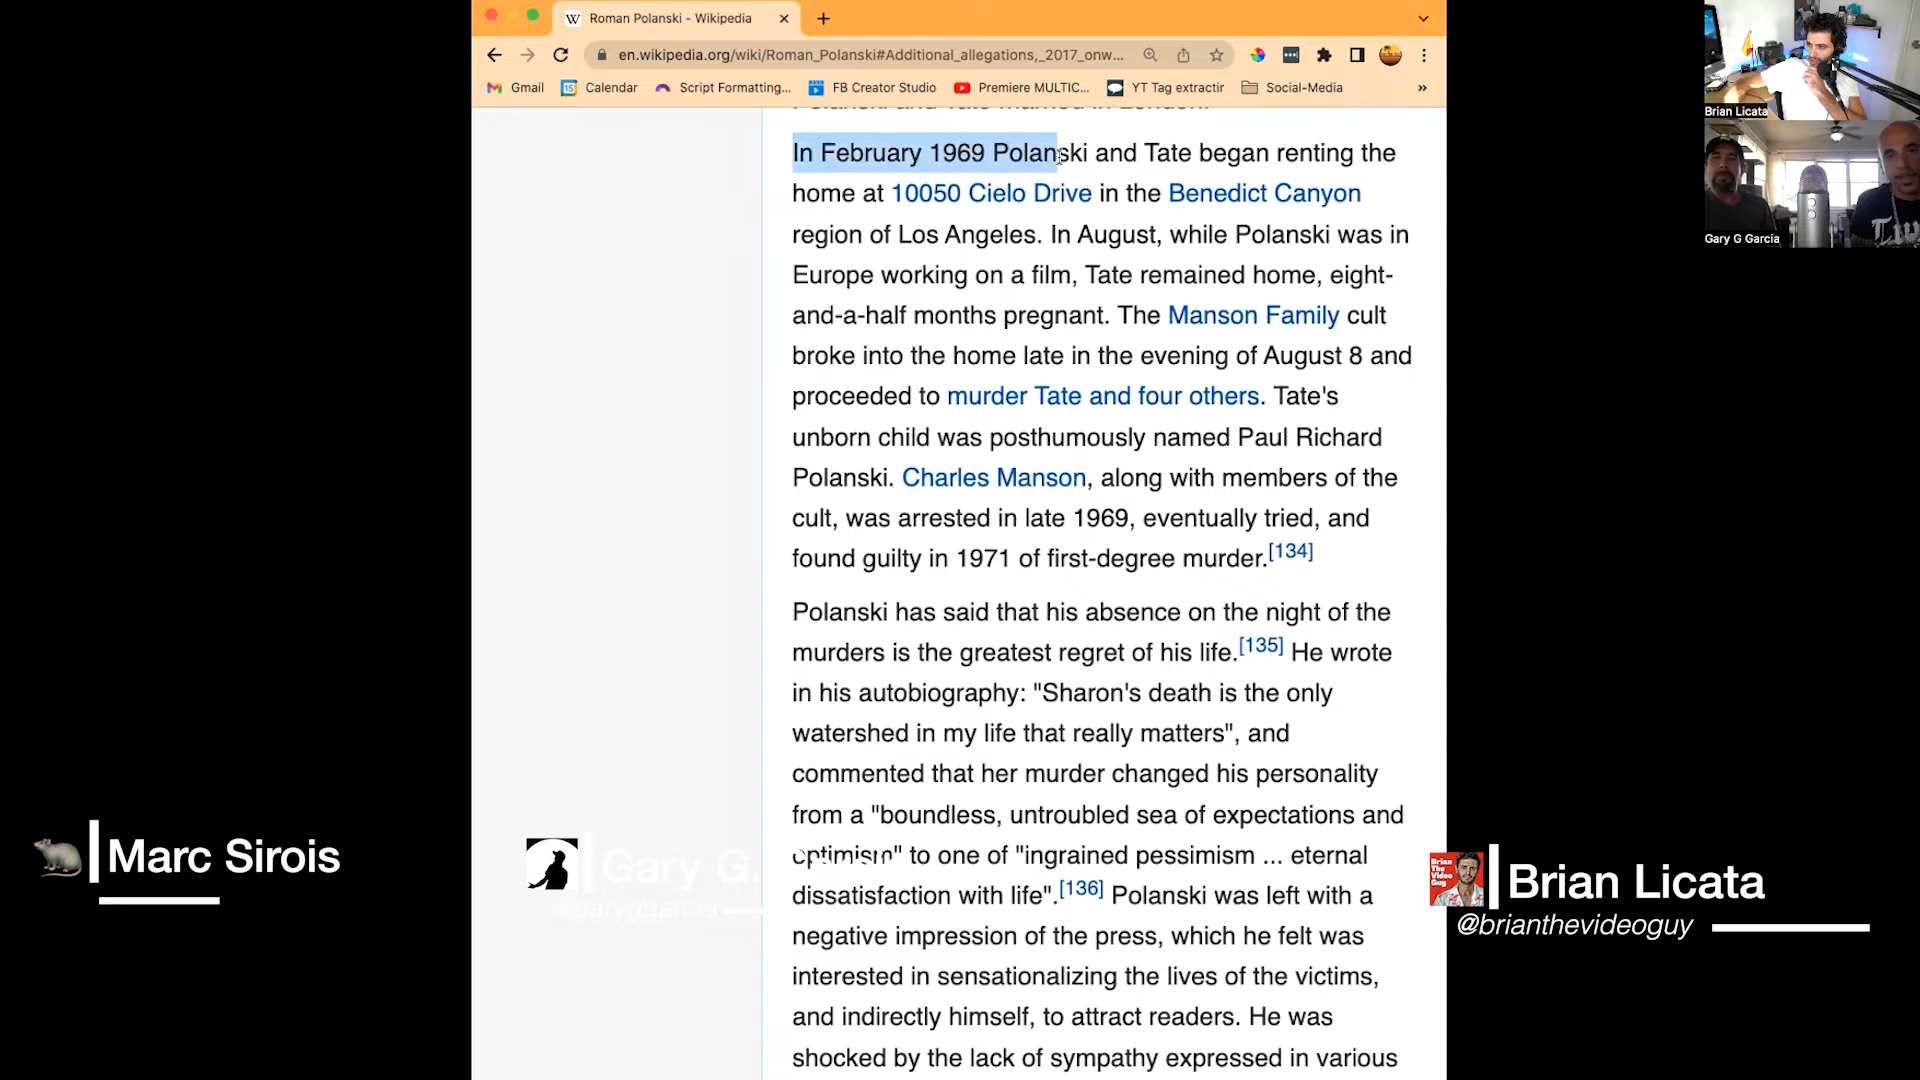 Roman Polanski - Wikipedia
en.wikipedia.org/wiki/Roman_Polanski#Additional_allegations,_2017_onw...
Gmail
Calendar
Script Formatting...
FB Creator Studio
Premiere MULTIC...
YT Tag extractir
Social-Media
Polanski and Tate married in London.
In February 1969 Polanski and Tate began renting the
home at 10050 Cielo Drive in the Benedict Canyon
region of Los Angeles. In August, while Polanski was in
Europe working on a film, Tate remained home, eight-
and-a-half months pregnant. The Manson Family cult
broke into the home late in the evening of August 8 and
proceeded to murder Tate and four others. Tate's
unborn child was posthumously named Paul Richard
Polanski. Charles Manson, along with members of the
cult, was arrested in late 1969, eventually tried, and
found guilty in 1971 of first-degree murder.[134]
Polanski has said that his absence on the night of the
murders is the greatest regret of his life.[135] He wrote
in his autobiography: "Sharon's death is the only
watershed in my life that really matters", and
commented that her murder changed his personality
from a "boundless, untroubled sea of expectations and
optimism" to one of "ingrained pessimism ... eternal
dissatisfaction with life".[136] Polanski was left with a
negative impression of the press, which he felt was
interested in sensationalizing the lives of the victims,
and indirectly himself, to attract readers. He was
shocked by the lack of sympathy expressed in various
Brian Licata
Gary G Garcia
Marc Sirois
Gary G.
Brian
The Video
Guy
Brian Licata
@brianthevideoguy